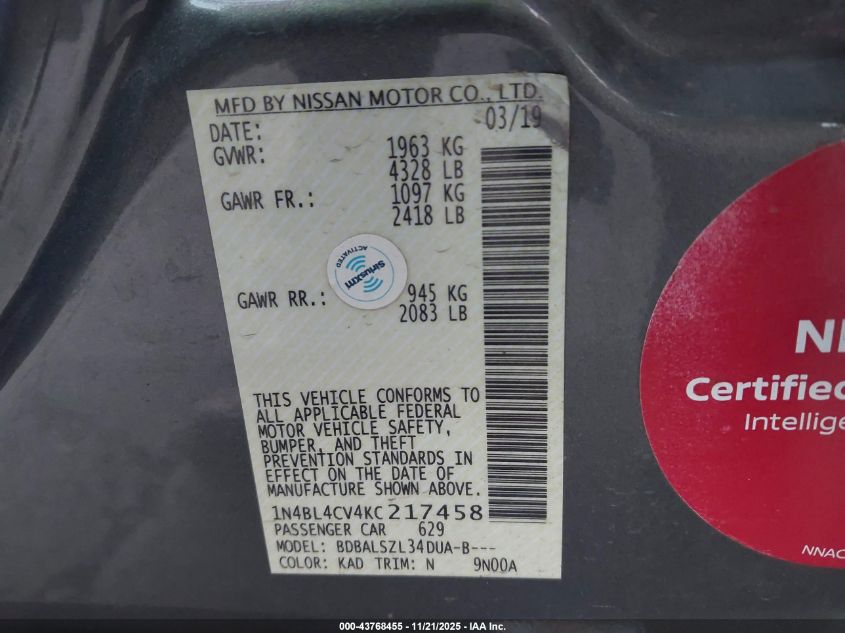 MFD BY NISSAN MOTOR CO., LTD.
DATE: 03/19
GVWR: 1963 KG
4328 LB
GAWR FR.: 1097 KG
2418 LB
SiriusXM
ACTIVATED
GAWR RR.: 945 KG
2083 LB
THIS VEHICLE CONFORMS TO
ALL APPLICABLE FEDERAL
MOTOR VEHICLE SAFETY,
BUMPER, AND THEFT
PREVENTION STANDARDS IN
EFFECT ON THE DATE OF
MANUFACTURE SHOWN ABOVE.
1N4BL4CV4KC217458
PASSENGER CAR 629
MODEL: BDBALSZL34DUA-B---
COLOR: KAD TRIM: N 9N00A
Certified
NNAC
000-43768455 - 11/21/2025 - IAA Inc.